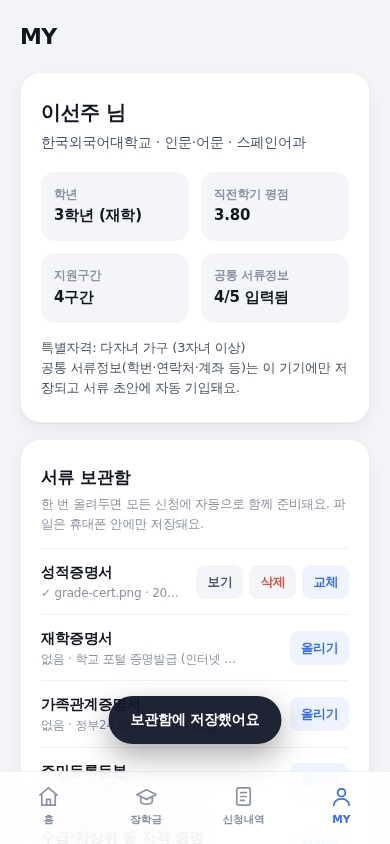 MY
이선주 님
한국외국어대학교 · 인문·어문 · 스페인어과
학년
3학년 (재학)
직전학기 평점
3.80
지원구간
4구간
공통 서류정보
4/5 입력됨
특별자격: 다자녀 가구 (3자녀 이상)
공통 서류정보(학번·연락처·계좌 등)는 이 기기에만 저
장되고 서류 초안에 자동 기입돼요.
서류 보관함
한 번 올려두면 모든 신청에 자동으로 함께 준비돼요. 파
일은 휴대폰 안에만 저장돼요.
성적증명서
✓ grade-cert.png · 20…
보기
삭제
교체
재학증명서
없음 · 학교 포털 증명발급 (인터넷 …
올리기
가족관계증명서
없음 · 정부2
올리기
보관함에 저장했어요
주민등록등본
올리기
수급·차상위 등 자격 증명
홈
장학금
신청내역
MY